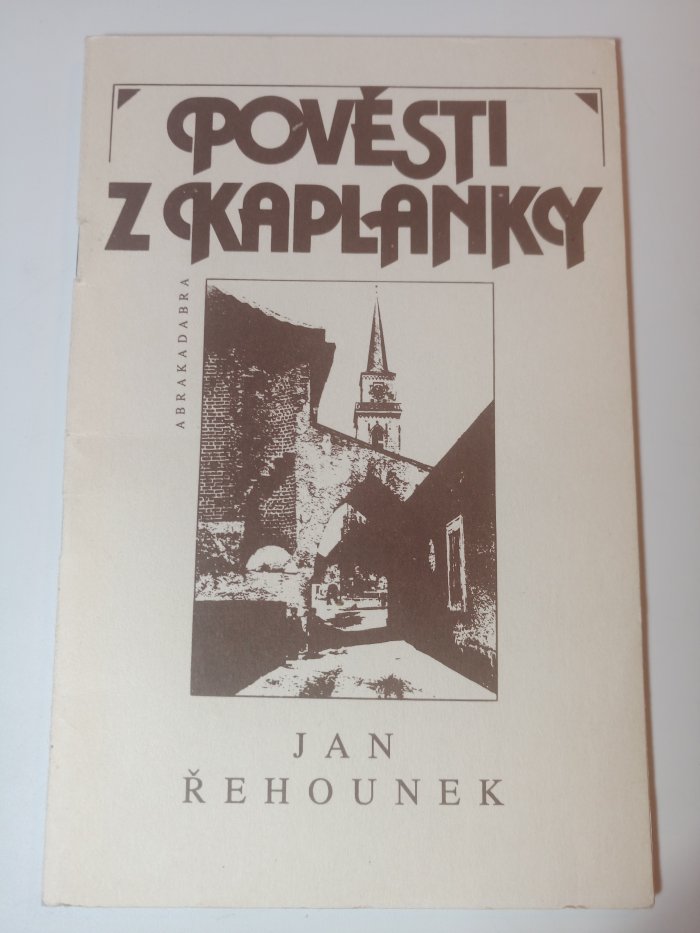 POVĚSTI
Z KAPLANKY
ABRAKADABRA
JAN
ŘEHOUNEK